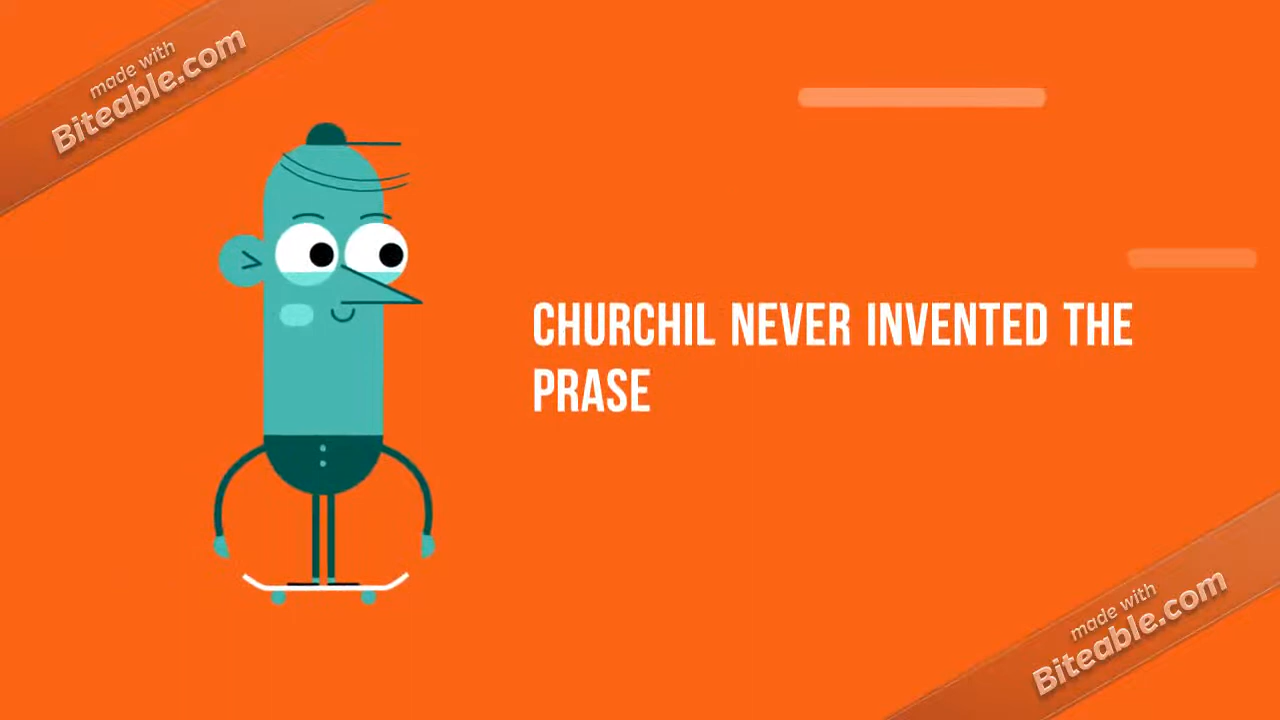 made with
Biteable.com
CHURCHIL NEVER INVENTED THE
PRASE
made with
Biteable.com